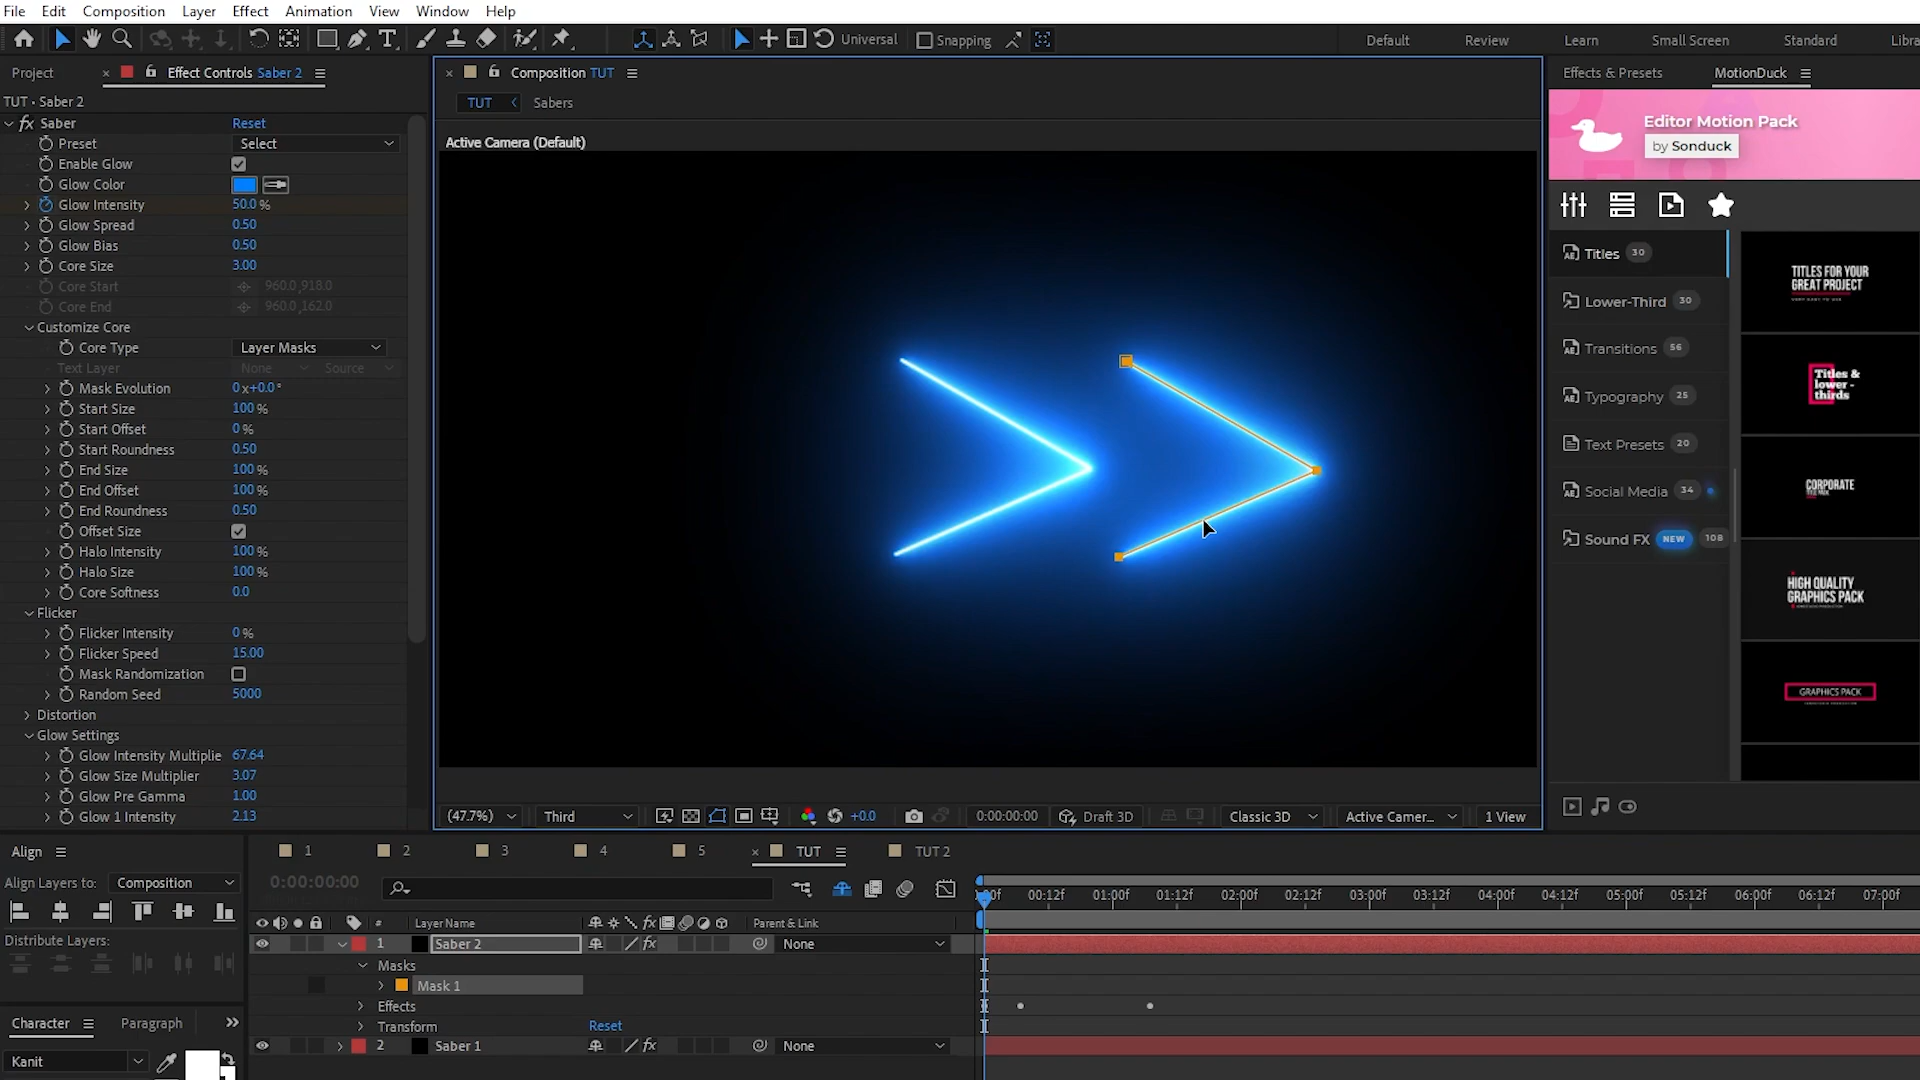 File Edit Composition Layer Effect Animation View Window Help
Universal Snapping Default Review Learn Small Screen Standard Libra
Project Effect Controls Saber 2
TUT • Saber 2
fx Saber Reset
Preset Select
Enable Glow
Glow Color
Glow Intensity 50.0 %
Glow Spread 0.50
Glow Bias 0.50
Core Size 3.00
Core Start 960.0,918.0
Core End 960.0,162.0
Customize Core
Core Type Layer Masks
Text Layer None Source
Mask Evolution 0 x+0.0°
Start Size 100 %
Start Offset 0 %
Start Roundness 0.50
End Size 100 %
End Offset 100 %
End Roundness 0.50
Offset Size
Halo Intensity 100 %
Halo Size 100 %
Core Softness 0.0
Flicker
Flicker Intensity 0 %
Flicker Speed 15.00
Mask Randomization
Random Seed 5000
Distortion
Glow Settings
Glow Intensity Multiplie 67.64
Glow Size Multiplier 3.07
Glow Pre Gamma 1.00
Glow 1 Intensity 2.13
Composition TUT
TUT Sabers
Active Camera (Default)
(47.7%) Third +0.0 0:00:00:00 Draft 3D Classic 3D Active Camer... 1 View
Effects & Presets MotionDuck
Editor Motion Pack
by Sonduck
Titles 30
Lower-Third 30
Transitions 56
Typography 25
Text Presets 20
Social Media 34
Sound FX NEW 108
TITLES FOR YOUR
GREAT PROJECT
Titles &
lower -
thirds
CORPORATE
HIGH QUALITY
GRAPHICS PACK
GRAPHICS PACK
Align
Align Layers to: Composition
Distribute Layers:
Character Paragraph
Kanit
1 2 3 4 5 TUT TUT 2
0:00:00:00
00f 00:12f 01:00f 01:12f 02:00f 02:12f 03:00f 03:12f 04:00f 04:12f 05:00f 05:12f 06:00f 06:12f 07:00f
# Layer Name fx Parent & Link
1 Saber 2 fx None
Masks
Mask 1
Effects
Transform Reset
2 Saber 1 fx None